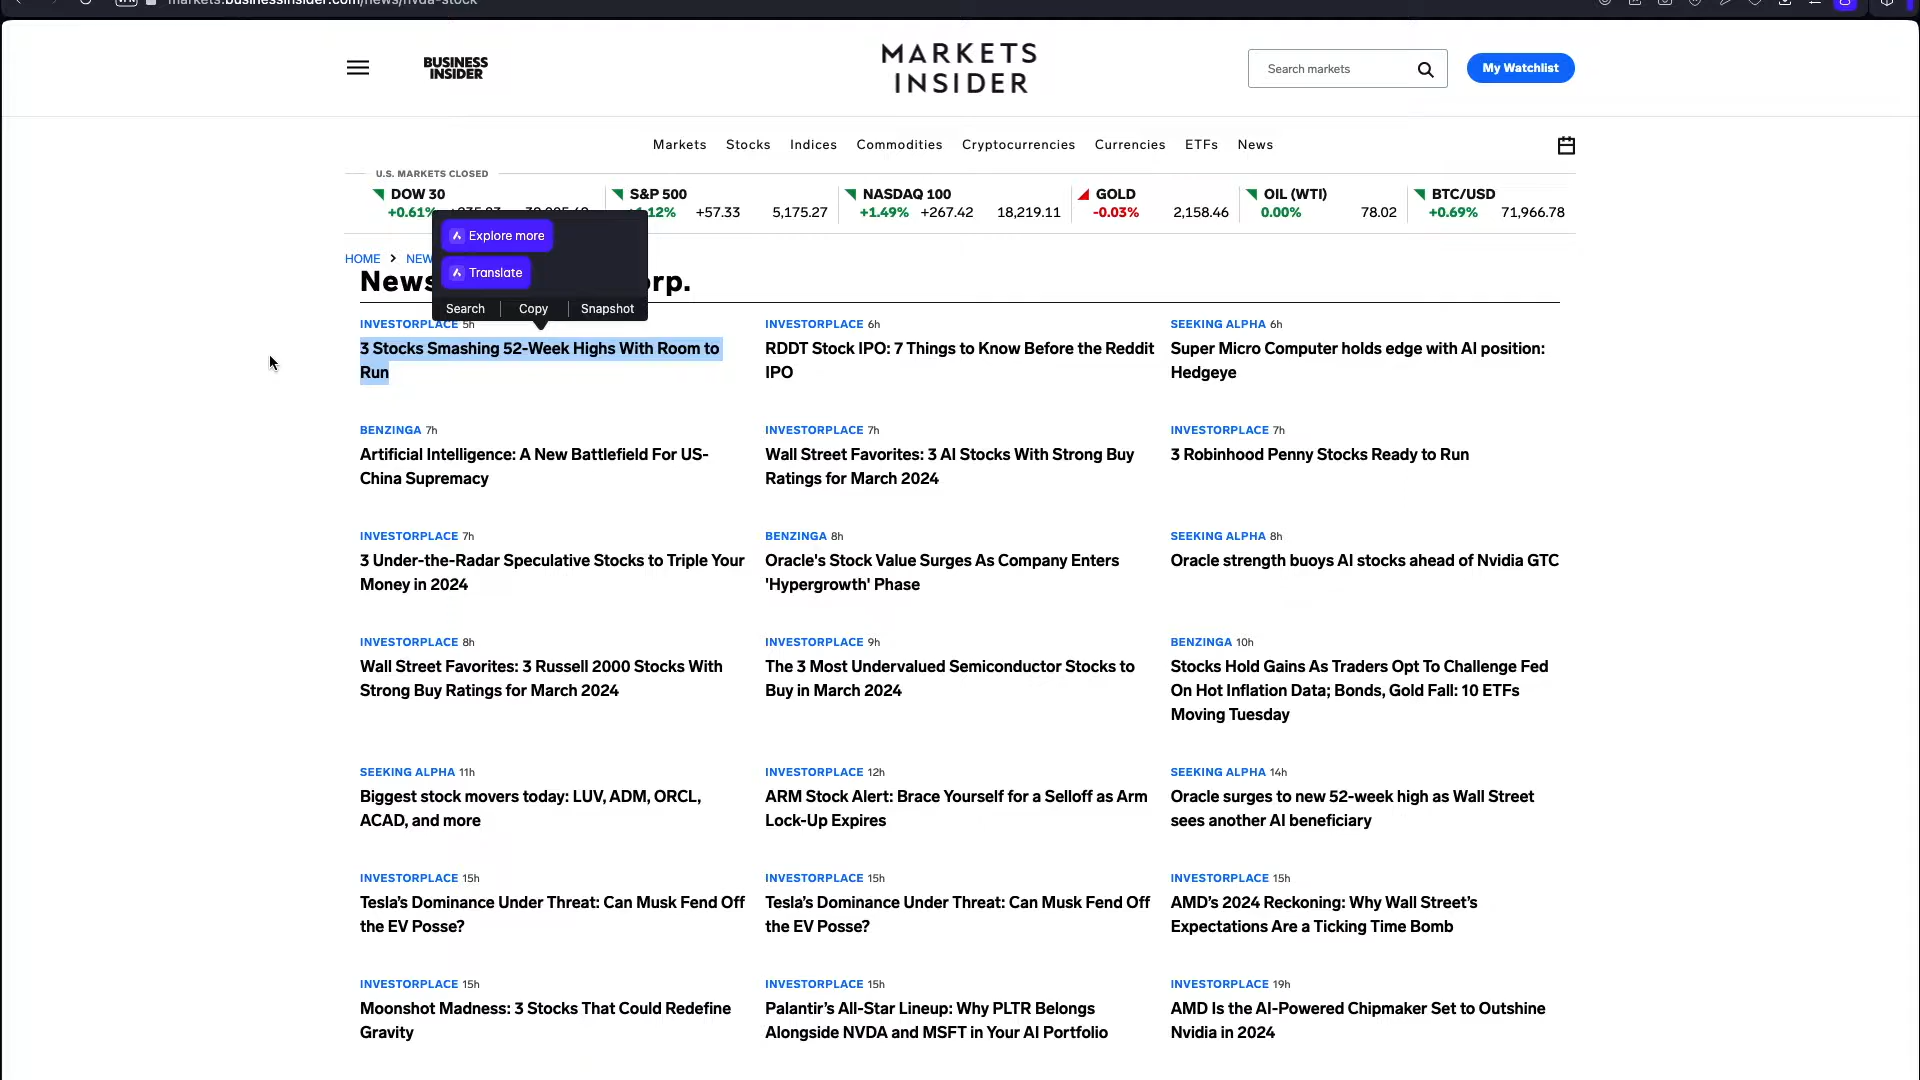 markets.businessinsider.com/news/nvda-stock
BUSINESS
INSIDER
MARKETS
INSIDER
Search markets
My Watchlist
Markets Stocks Indices Commodities Cryptocurrencies Currencies ETFs News
U.S. MARKETS CLOSED
DOW 30
+0.61%
S&P 500
+57.33 5,175.27
NASDAQ 100
+1.49% +267.42 18,219.11
GOLD
-0.03% 2,158.46
OIL (WTI)
0.00% 78.02
BTC/USD
+0.69% 71,966.78
Explore more
Translate
Search Copy Snapshot
HOME > NEW
News orp.
INVESTORPLACE 5h
3 Stocks Smashing 52-Week Highs With Room to
Run
INVESTORPLACE 6h
RDDT Stock IPO: 7 Things to Know Before the Reddit
IPO
SEEKING ALPHA 6h
Super Micro Computer holds edge with AI position:
Hedgeye
BENZINGA 7h
Artificial Intelligence: A New Battlefield For US-
China Supremacy
INVESTORPLACE 7h
Wall Street Favorites: 3 AI Stocks With Strong Buy
Ratings for March 2024
INVESTORPLACE 7h
3 Robinhood Penny Stocks Ready to Run
INVESTORPLACE 7h
3 Under-the-Radar Speculative Stocks to Triple Your
Money in 2024
BENZINGA 8h
Oracle's Stock Value Surges As Company Enters
'Hypergrowth' Phase
SEEKING ALPHA 8h
Oracle strength buoys AI stocks ahead of Nvidia GTC
INVESTORPLACE 8h
Wall Street Favorites: 3 Russell 2000 Stocks With
Strong Buy Ratings for March 2024
INVESTORPLACE 9h
The 3 Most Undervalued Semiconductor Stocks to
Buy in March 2024
BENZINGA 10h
Stocks Hold Gains As Traders Opt To Challenge Fed
On Hot Inflation Data; Bonds, Gold Fall: 10 ETFs
Moving Tuesday
SEEKING ALPHA 11h
Biggest stock movers today: LUV, ADM, ORCL,
ACAD, and more
INVESTORPLACE 12h
ARM Stock Alert: Brace Yourself for a Selloff as Arm
Lock-Up Expires
SEEKING ALPHA 14h
Oracle surges to new 52-week high as Wall Street
sees another AI beneficiary
INVESTORPLACE 15h
Tesla's Dominance Under Threat: Can Musk Fend Off
the EV Posse?
INVESTORPLACE 15h
Tesla's Dominance Under Threat: Can Musk Fend Off
the EV Posse?
INVESTORPLACE 15h
AMD's 2024 Reckoning: Why Wall Street's
Expectations Are a Ticking Time Bomb
INVESTORPLACE 15h
Moonshot Madness: 3 Stocks That Could Redefine
Gravity
INVESTORPLACE 15h
Palantir's All-Star Lineup: Why PLTR Belongs
Alongside NVDA and MSFT in Your AI Portfolio
INVESTORPLACE 19h
AMD Is the AI-Powered Chipmaker Set to Outshine
Nvidia in 2024